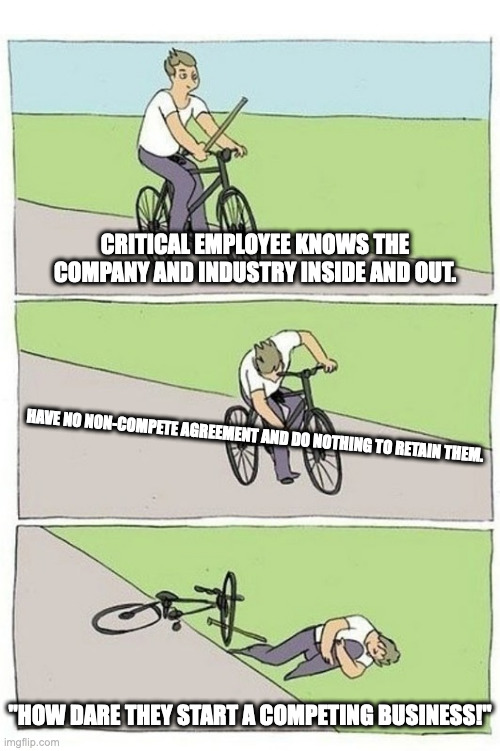 CRITICAL EMPLOYEE KNOWS THE
COMPANY AND INDUSTRY INSIDE AND OUT.
HAVE NO NON-COMPETE AGREEMENT AND DO NOTHING TO RETAIN THEM.
"HOW DARE THEY START A COMPETING BUSINESS!"
imgflip.com